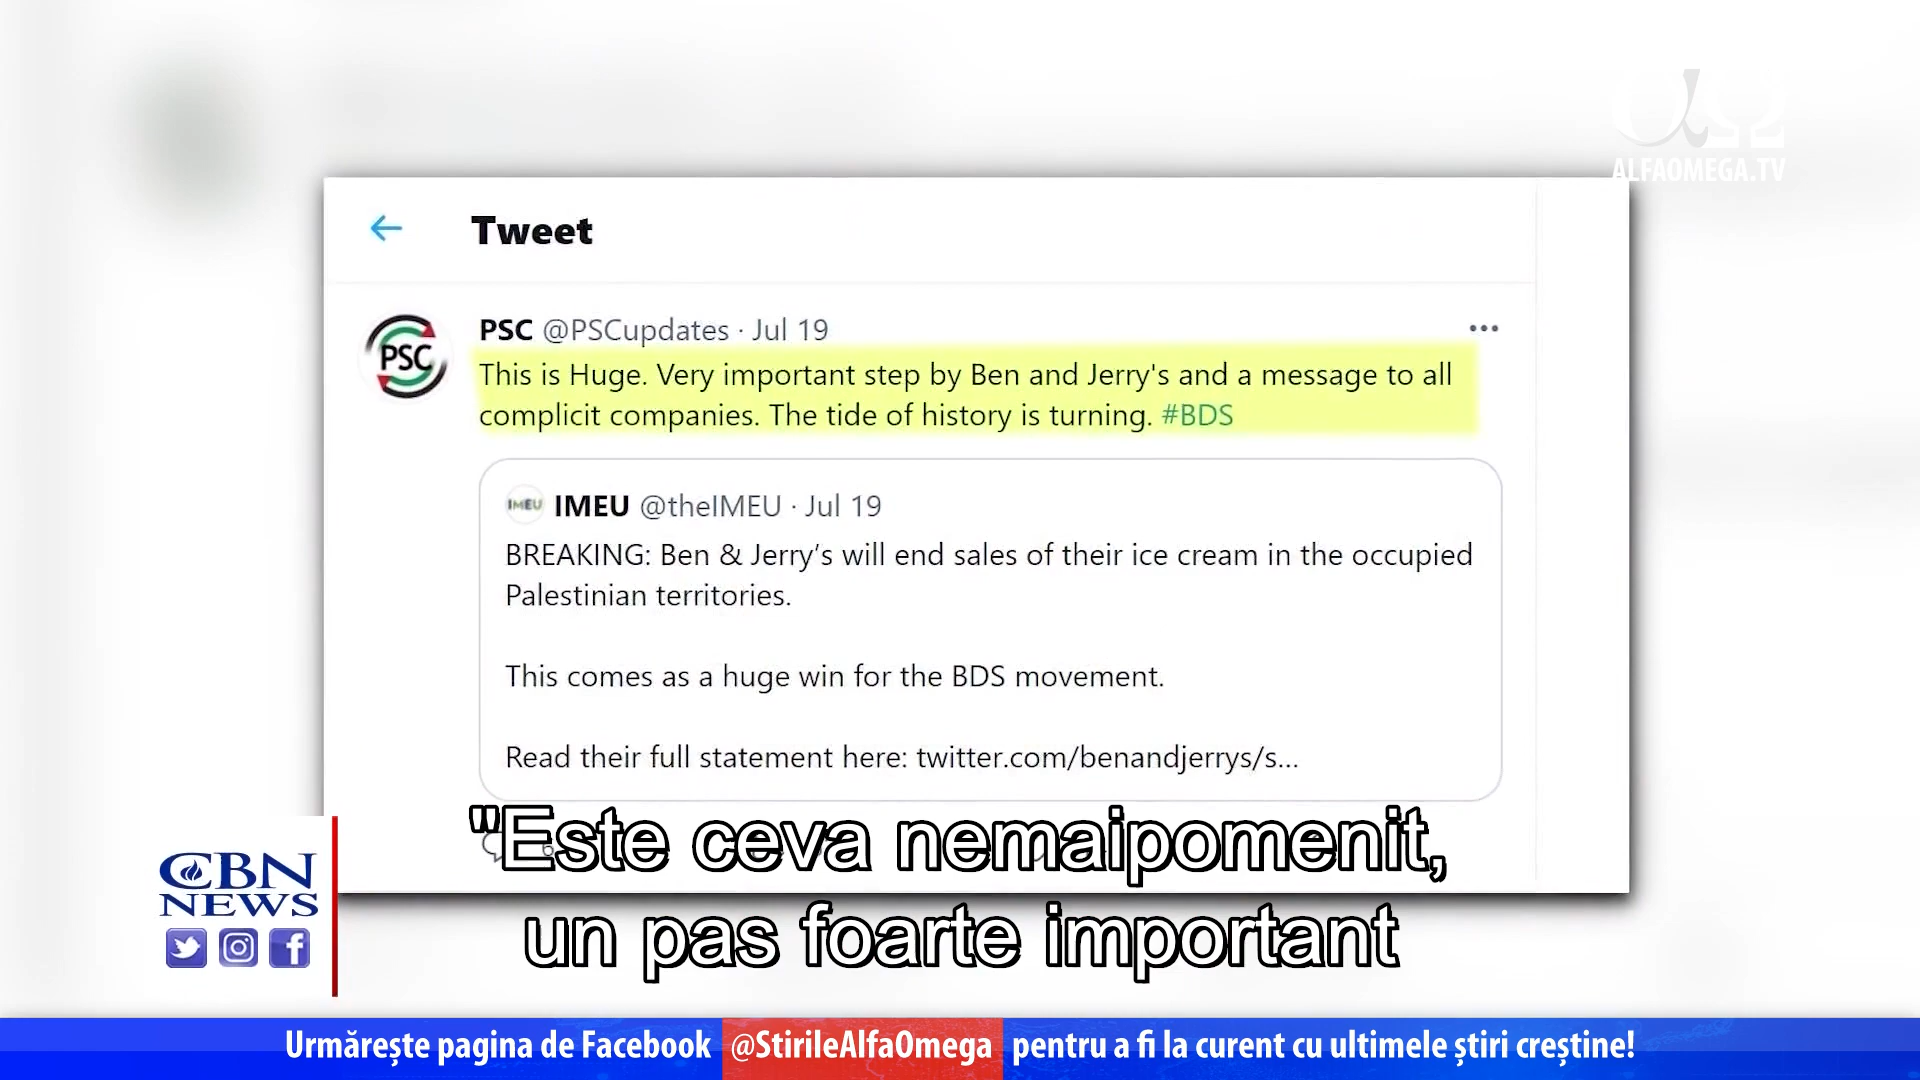 ALFAOMEGA.TV
Tweet
PSC @PSCupdates · Jul 19
PSC
This is Huge. Very important step by Ben and Jerry's and a message to all
complicit companies. The tide of history is turning. #BDS
IMEU IMEU @theIMEU · Jul 19
BREAKING: Ben & Jerry’s will end sales of their ice cream in the occupied
Palestinian territories.
This comes as a huge win for the BDS movement.
Read their full statement here: twitter.com/benandjerrys/s...
"Este ceva nemaipomenit,
un pas foarte important
CBN
NEWS
Urmărește pagina de Facebook @StirileAlfaOmega pentru a fi la curent cu ultimele știri creștine!